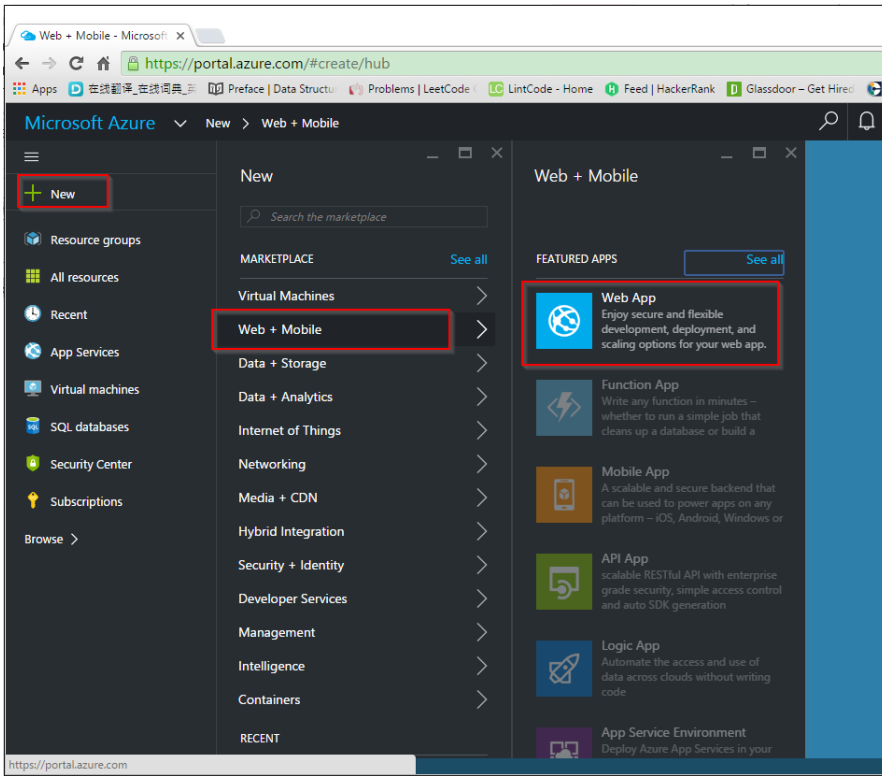 Web + Mobile - Microsoft
https://portal.azure.com/#create/hub
Apps 在线翻译_在线词典_ Preface | Data Structu Problems | LeetCode LintCode - Home Feed | HackerRank Glassdoor – Get Hired
Microsoft Azure New > Web + Mobile
New
Resource groups
All resources
Recent
App Services
Virtual machines
SQL databases
Security Center
Subscriptions
Browse >
New
Search the marketplace
MARKETPLACE See all
Virtual Machines
Web + Mobile
Data + Storage
Data + Analytics
Internet of Things
Networking
Media + CDN
Hybrid Integration
Security + Identity
Developer Services
Management
Intelligence
Containers
RECENT
Web + Mobile
FEATURED APPS See all
Web App
Enjoy secure and flexible
development, deployment, and
scaling options for your web app.
Function App
Write any function in minutes –
whether to run a simple job that
cleans up a database or build a
Mobile App
A scalable and secure backend that
can be used to power apps on any
platform – iOS, Android, Windows or
API App
scalable RESTful API with enterprise
grade security, simple access control
and auto SDK generation
Logic App
Automate the access and use of
data across clouds without writing
code
App Service Environment
Deploy Azure App Services in your
https://portal.azure.com